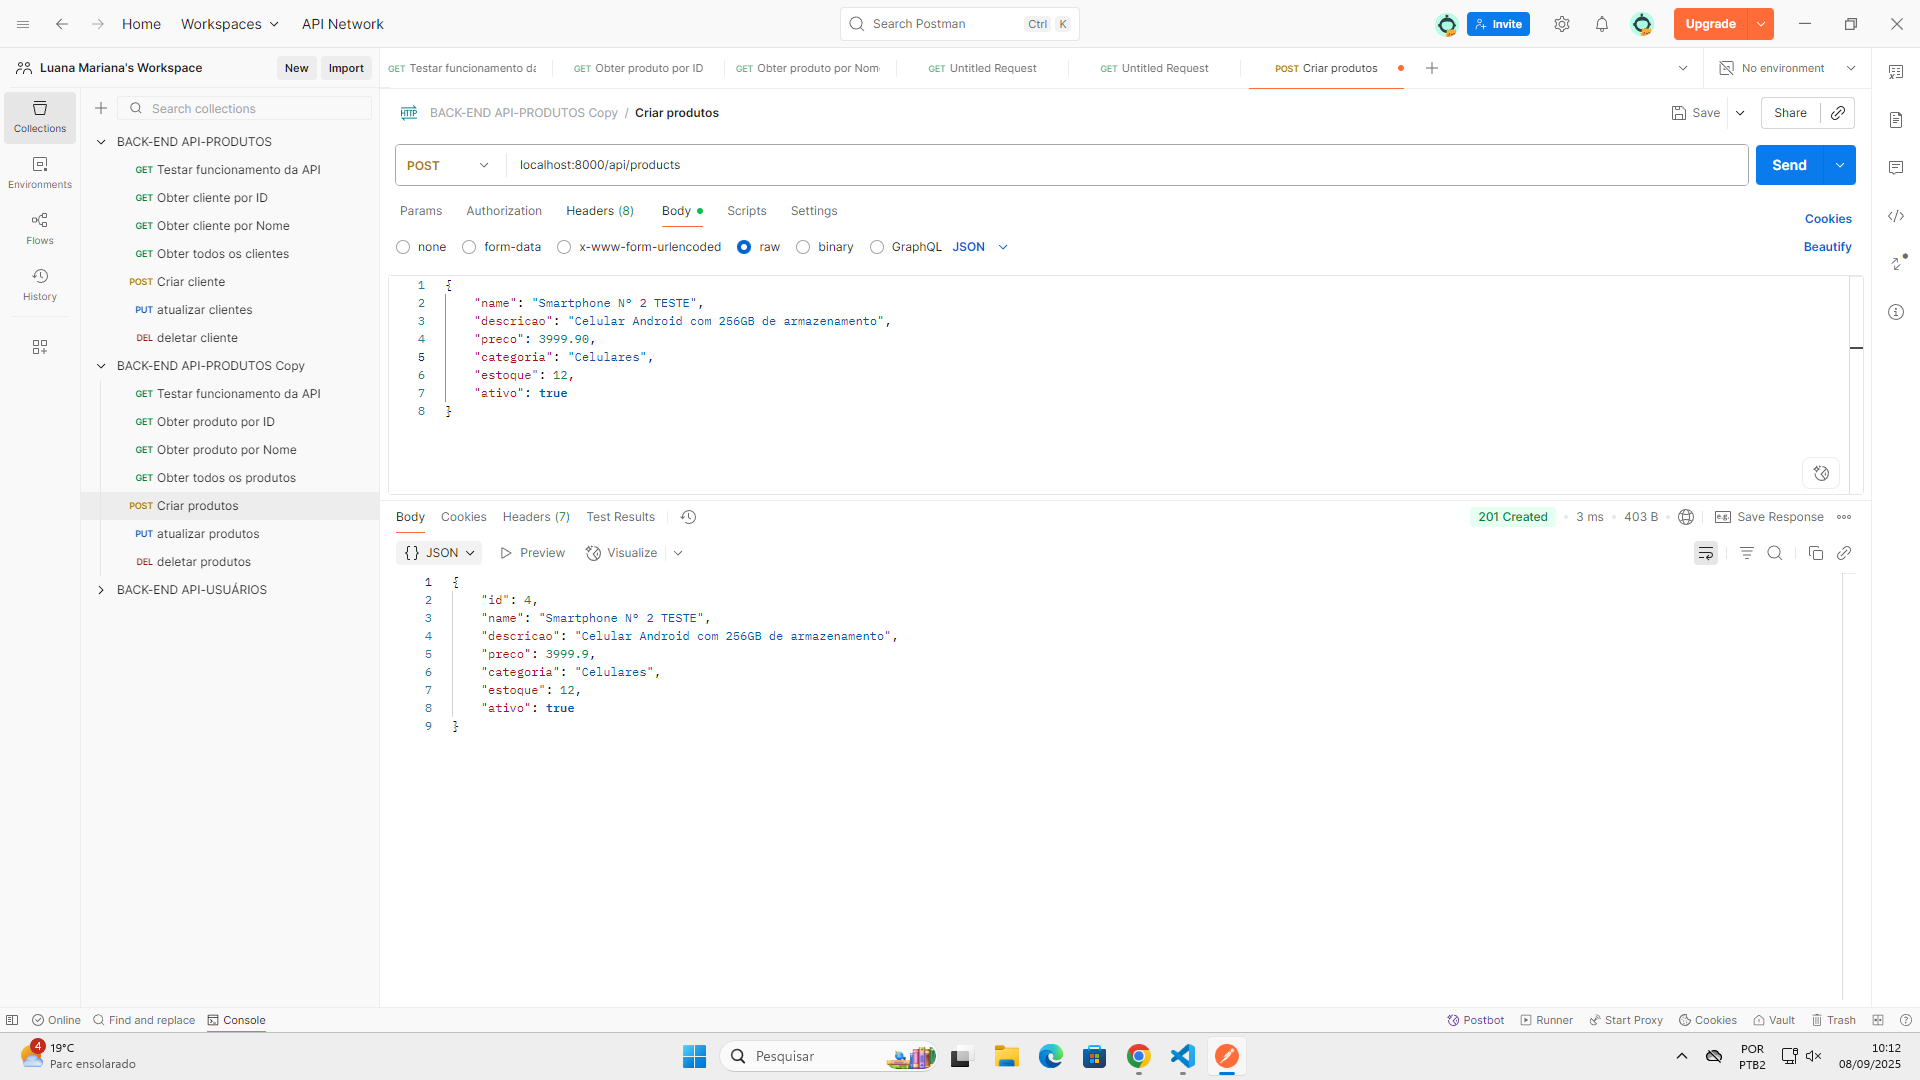 Home Workspaces API Network Search Postman Ctrl K Invite Upgrade
Luana Mariana's Workspace New Import GET Testar funcionamento da GET Obter produto por ID GET Obter produto por Nom GET Untitled Request GET Untitled Request POST Criar produtos No environment
Collections
Environments
Flows
History
Search collections
BACK-END API-PRODUTOS
GET Testar funcionamento da API
GET Obter cliente por ID
GET Obter cliente por Nome
GET Obter todos os clientes
POST Criar cliente
PUT atualizar clientes
DEL deletar cliente
BACK-END API-PRODUTOS Copy
GET Testar funcionamento da API
GET Obter produto por ID
GET Obter produto por Nome
GET Obter todos os produtos
POST Criar produtos
PUT atualizar produtos
DEL deletar produtos
BACK-END API-USUÁRIOS
HTTP BACK-END API-PRODUTOS Copy / Criar produtos Save Share
POST localhost:8000/api/products Send
Params Authorization Headers (8) Body Scripts Settings Cookies
none form-data x-www-form-urlencoded raw binary GraphQL JSON Beautify
1 {
2 "name": "Smartphone Nº 2 TESTE",
3 "descricao": "Celular Android com 256GB de armazenamento",
4 "preco": 3999.90,
5 "categoria": "Celulares",
6 "estoque": 12,
7 "ativo": true
8 }
Body Cookies Headers (7) Test Results 201 Created 3 ms 403 B e.g. Save Response
{} JSON Preview Visualize
1 {
2 "id": 4,
3 "name": "Smartphone Nº 2 TESTE",
4 "descricao": "Celular Android com 256GB de armazenamento",
5 "preco": 3999.9,
6 "categoria": "Celulares",
7 "estoque": 12,
8 "ativo": true
9 }
Online Find and replace Console Postbot Runner Start Proxy Cookies Vault Trash
4 19°C
Parc ensolarado
Pesquisar
POR
PTB2
10:12
08/09/2025